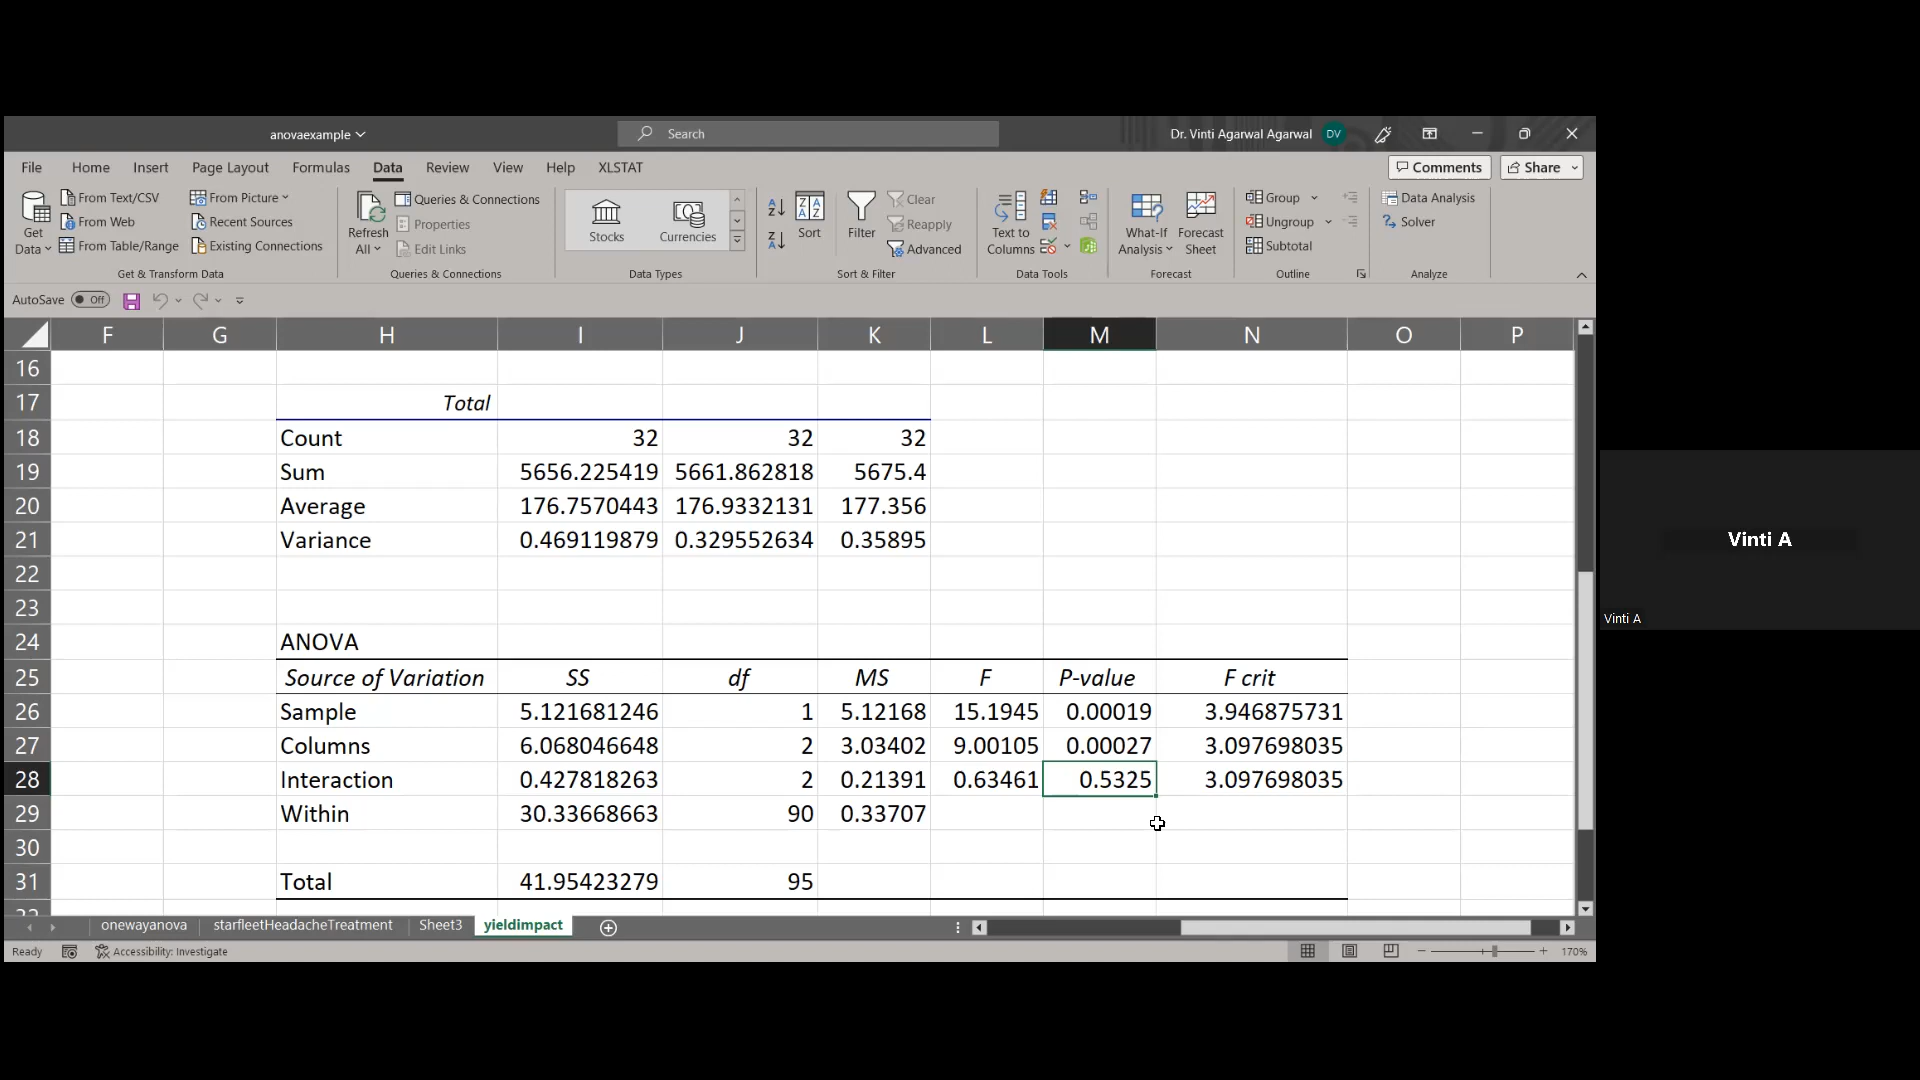 anovaexample
Search
Dr. Vinti Agarwal Agarwal
DV
File Home Insert Page Layout Formulas Data Review View Help XLSTAT
Comments
Share
Get Data
From Text/CSV
From Web
From Table/Range
From Picture
Recent Sources
Existing Connections
Get & Transform Data
Refresh All
Queries & Connections
Properties
Edit Links
Queries & Connections
Stocks
Currencies
Data Types
Sort
Filter
Clear
Reapply
Advanced
Sort & Filter
Text to Columns
Data Tools
What-If Analysis
Forecast Sheet
Forecast
Group
Ungroup
Subtotal
Outline
Data Analysis
Solver
Analyze
AutoSave Off
F G H I J K L M N O P
16
17 Total
18 Count 32 32 32
19 Sum 5656.225419 5661.862818 5675.4
20 Average 176.7570443 176.9332131 177.356
21 Variance 0.469119879 0.329552634 0.35895
22
23
24 ANOVA
25 Source of Variation SS df MS F P-value F crit
26 Sample 5.121681246 1 5.12168 15.1945 0.00019 3.946875731
27 Columns 6.068046648 2 3.03402 9.00105 0.00027 3.097698035
28 Interaction 0.427818263 2 0.21391 0.63461 0.5325 3.097698035
29 Within 30.33668663 90 0.33707
30
31 Total 41.95423279 95
onewayanova starfleetHeadacheTreatment Sheet3 yieldimpact
Ready
Accessibility: Investigate
170%
Vinti A
Vinti A